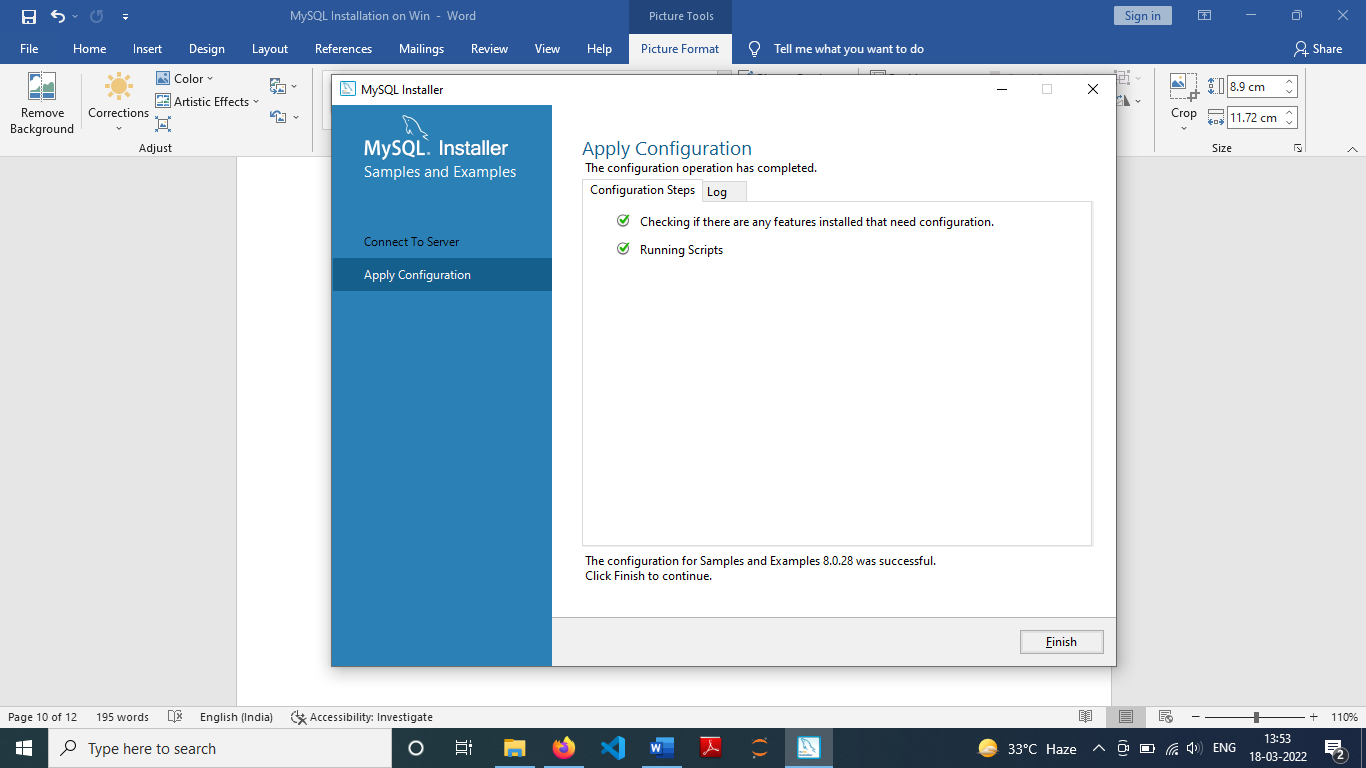 MySQL Installation on Win - Word
Picture Tools
Sign in
File Home Insert Design Layout References Mailings Review View Help Picture Format Tell me what you want to do Share
Remove
Background
Corrections
Color
Artistic Effects
Adjust
Crop
8.9 cm
11.72 cm
Size
MySQL Installer
MySQL. Installer
Samples and Examples
Connect To Server
Apply Configuration
Apply Configuration
The configuration operation has completed.
Configuration Steps Log
Checking if there are any features installed that need configuration.
Running Scripts
The configuration for Samples and Examples 8.0.28 was successful.
Click Finish to continue.
Finish
Page 10 of 12 195 words English (India) Accessibility: Investigate 110%
Type here to search
33°C Haze
ENG
13:53
18-03-2022
2